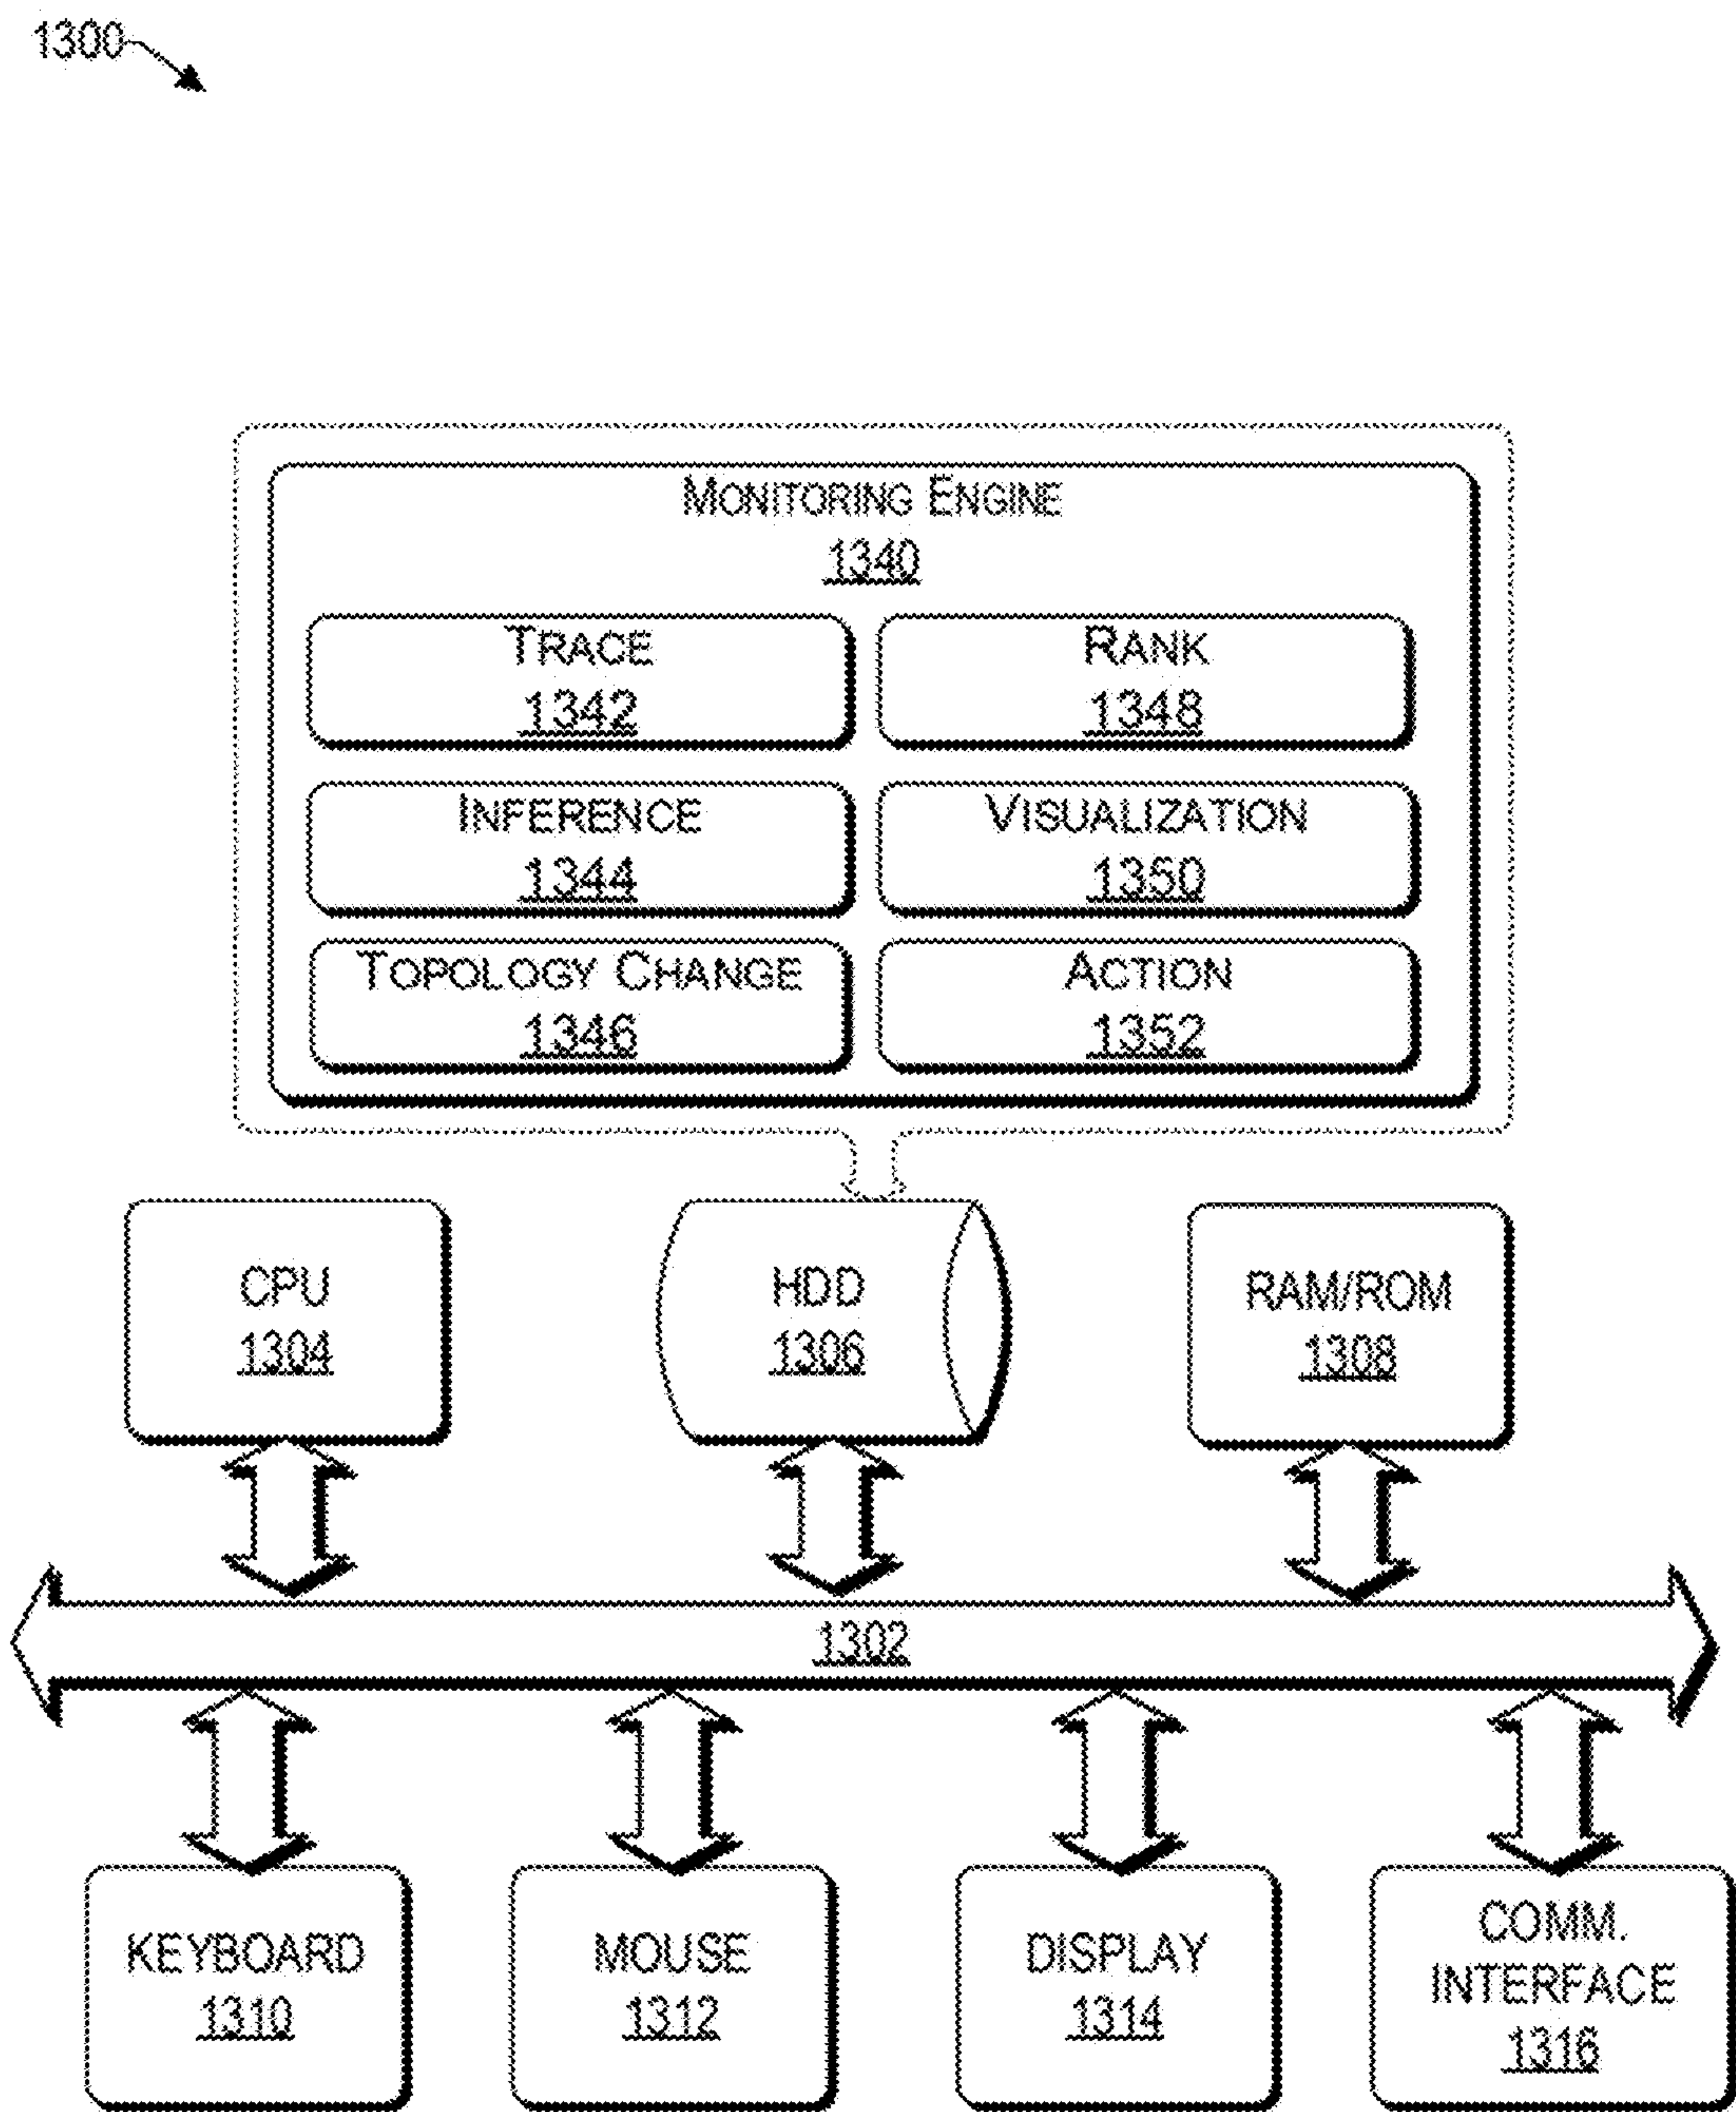 1300
MONITORING ENGINE
1340
TRACE
1342
RANK
1348
INFERENCE
1344
VISUALIZATION
1350
TOPOLOGY CHANGE
1346
ACTION
1352
CPU
1304
HDD
1306
RAM/ROM
1308
1302
KEYBOARD
1310
MOUSE
1312
DISPLAY
1314
COMM.
INTERFACE
1316